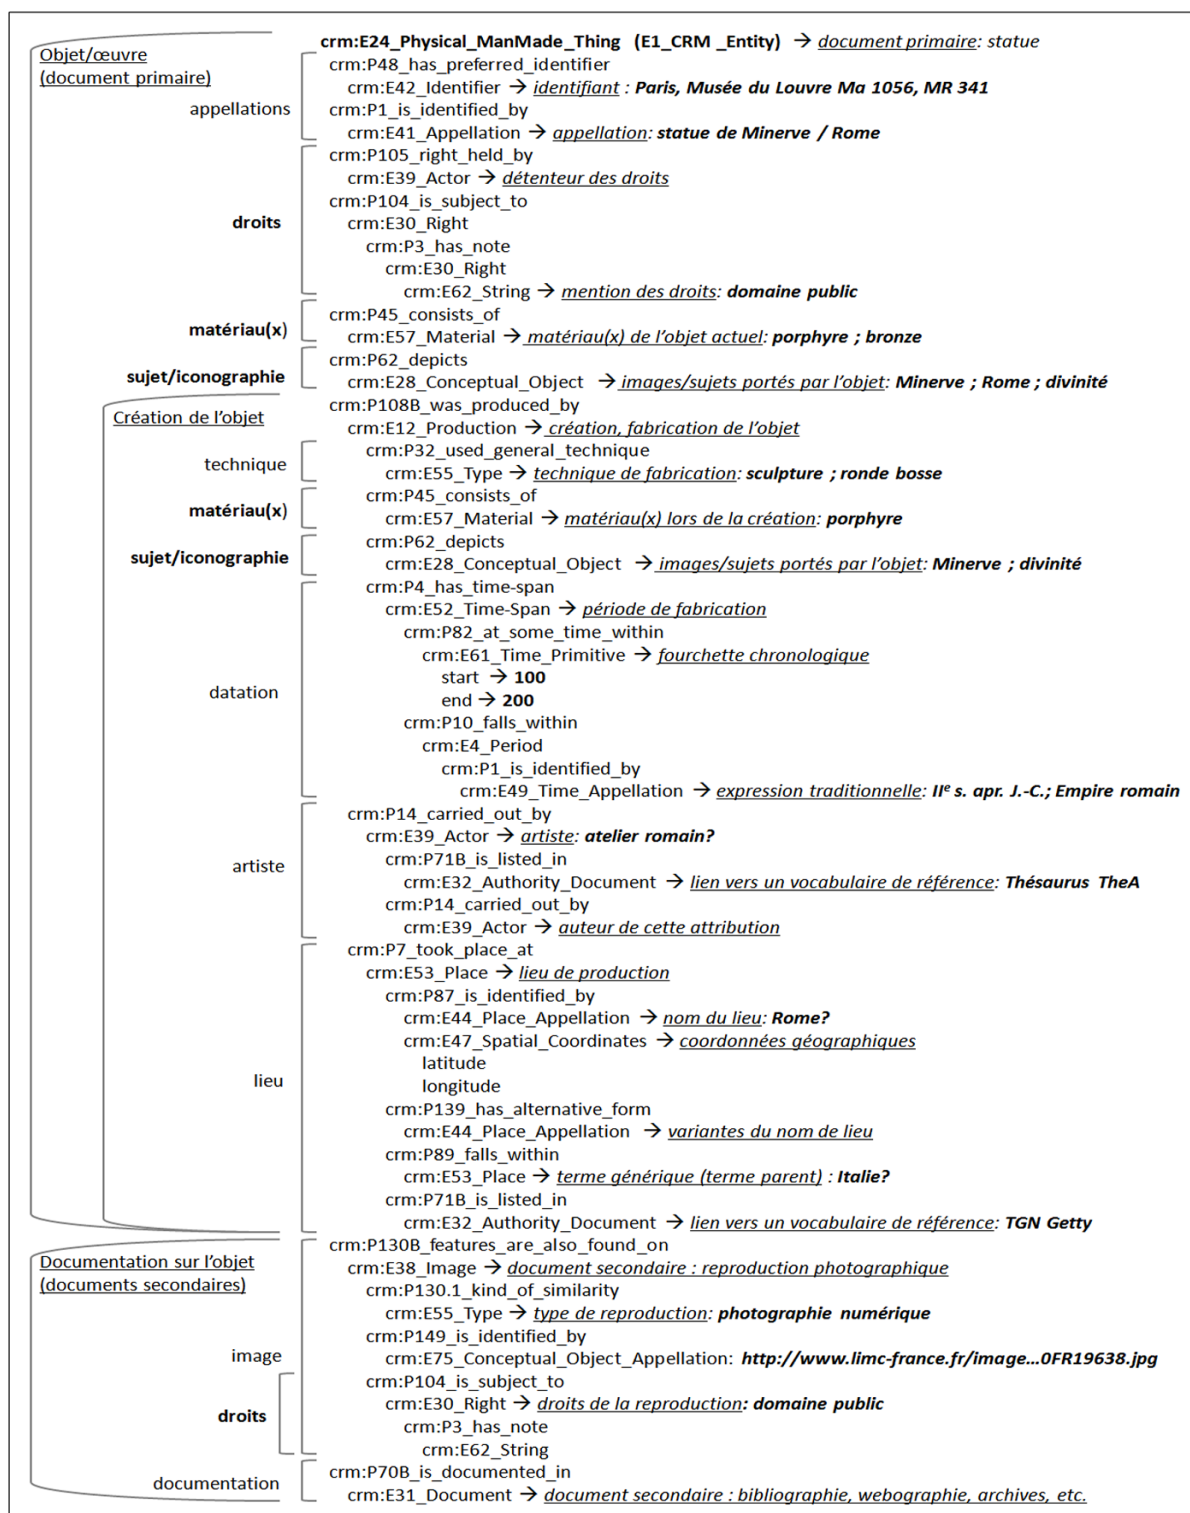 crm:E24_Physical_ManMade_Thing (E1_CRM _Entity) → document primaire: statue
Objet/œuvre
(document primaire)
crm:P48_has_preferred_identifier
crm:E42_Identifier → identifiant : Paris, Musée du Louvre Ma 1056, MR 341
appellations
crm:P1_is_identified_by
crm:E41_Appellation → appellation: statue de Minerve / Rome
crm:P105_right_held_by
crm:E39_Actor → détenteur des droits
crm:P104_is_subject_to
droits
crm:E30_Right
crm:P3_has_note
crm:E30_Right
crm:E62_String → mention des droits: domaine public
crm:P45_consists_of
matériau(x)
crm:E57_Material → matériau(x) de l'objet actuel: porphyre ; bronze
crm:P62_depicts
sujet/iconographie
crm:E28_Conceptual_Object → images/sujets portés par l'objet: Minerve ; Rome ; divinité
Création de l'objet
crm:P108B_was_produced_by
crm:E12_Production → création, fabrication de l'objet
crm:P32_used_general_technique
technique
crm:E55_Type → technique de fabrication: sculpture ; ronde bosse
crm:P45_consists_of
matériau(x)
crm:E57_Material → matériau(x) lors de la création: porphyre
crm:P62_depicts
sujet/iconographie
crm:E28_Conceptual_Object → images/sujets portés par l'objet: Minerve ; divinité
crm:P4_has_time-span
crm:E52_Time-Span → période de fabrication
crm:P82_at_some_time_within
crm:E61_Time_Primitive → fourchette chronologique
start → 100
datation
end → 200
crm:P10_falls_within
crm:E4_Period
crm:P1_is_identified_by
crm:E49_Time_Appellation → expression traditionnelle: IIe s. apr. J.-C.; Empire romain
crm:P14_carried_out_by
crm:E39_Actor → artiste: atelier romain?
artiste
crm:P71B_is_listed_in
crm:E32_Authority_Document → lien vers un vocabulaire de référence: Thésaurus TheA
crm:P14_carried_out_by
crm:E39_Actor → auteur de cette attribution
crm:P7_took_place_at
crm:E53_Place → lieu de production
crm:P87_is_identified_by
crm:E44_Place_Appellation → nom du lieu: Rome?
crm:E47_Spatial_Coordinates → coordonnées géographiques
latitude
lieu
longitude
crm:P139_has_alternative_form
crm:E44_Place_Appellation → variantes du nom de lieu
crm:P89_falls_within
crm:E53_Place → terme générique (terme parent) : Italie?
crm:P71B_is_listed_in
crm:E32_Authority_Document → lien vers un vocabulaire de référence: TGN Getty
Documentation sur l'objet
(documents secondaires)
crm:P130B_features_are_also_found_on
crm:E38_Image → document secondaire : reproduction photographique
crm:P130.1_kind_of_similarity
crm:E55_Type → type de reproduction: photographie numérique
crm:P149_is_identified_by
image
crm:E75_Conceptual_Object_Appellation: http://www.limc-france.fr/image...0FR19638.jpg
crm:P104_is_subject_to
crm:E30_Right → droits de la reproduction: domaine public
droits
crm:P3_has_note
crm:E62_String
crm:P70B_is_documented_in
documentation
crm:E31_Document → document secondaire : bibliographie, webographie, archives, etc.